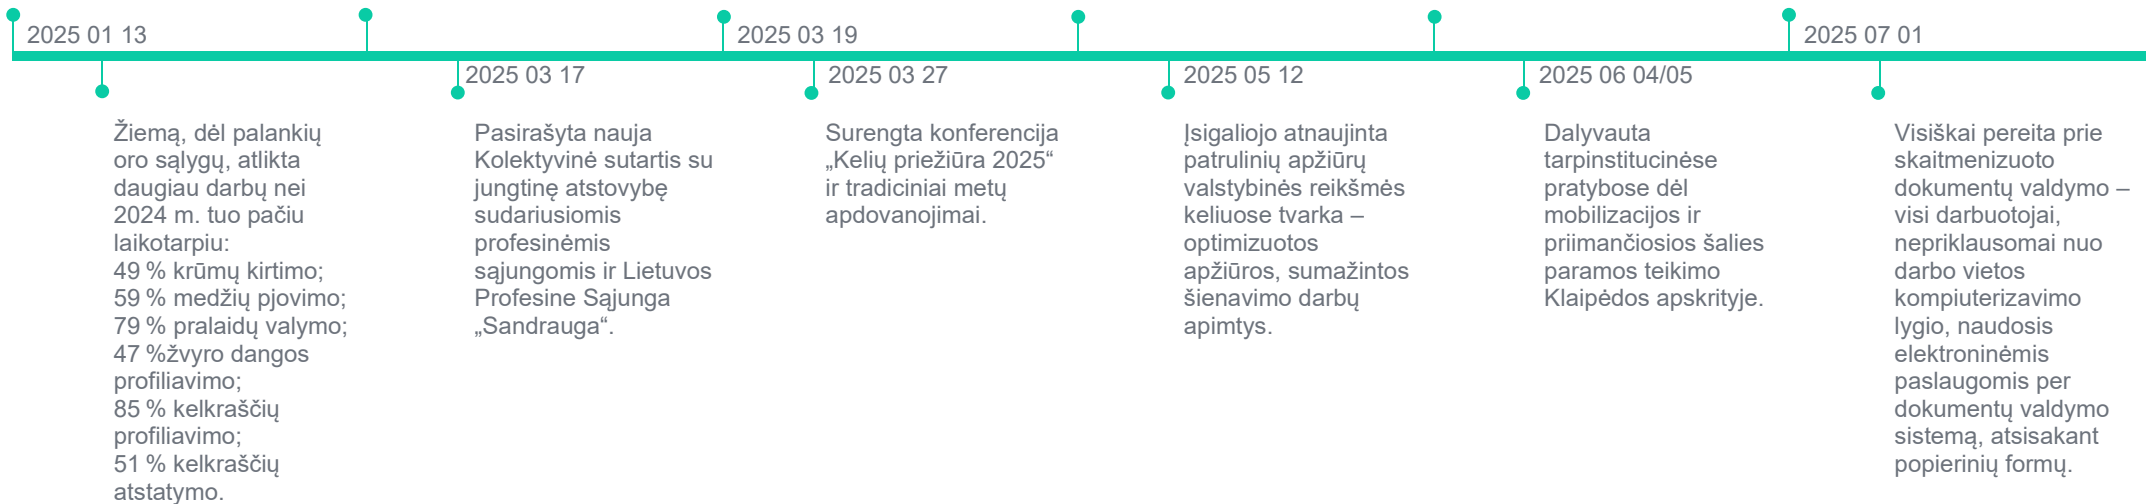 2025 01 13
2025 03 19
2025 07 01
2025 03 17
2025 03 27
2025 05 12
2025 06 04/05
Žiemą, dėl palankių
oro sąlygų, atlikta
daugiau darbų nei
2024 m. tuo pačiu
laikotarpiu:
49 % krūmų kirtimo;
59 % medžių pjovimo;
79 % pralaidų valymo;
47 %žvyro dangos
profiliavimo;
85 % kelkraščių
profiliavimo;
51 % kelkraščių
atstatymo.
Pasirašyta nauja
Kolektyvinė sutartis su
jungtinę atstovybę
sudariusiomis
profesinėmis
sąjungomis ir Lietuvos
Profesine Sąjunga
„Sandrauga“.
Surengta konferencija
„Kelių priežiūra 2025“
ir tradiciniai metų
apdovanojimai.
Įsigaliojo atnaujinta
patrulinių apžiūrų
valstybinės reikšmės
keliuose tvarka –
optimizuotos
apžiūros, sumažintos
šienavimo darbų
apimtys.
Dalyvauta
tarpinstitucinėse
pratybose dėl
mobilizacijos ir
priimančiosios šalies
paramos teikimo
Klaipėdos apskrityje.
Visiškai pereita prie
skaitmenizuoto
dokumentų valdymo –
visi darbuotojai,
nepriklausomai nuo
darbo vietos
kompiuterizavimo
lygio, naudosis
elektroninėmis
paslaugomis per
dokumentų valdymo
sistemą, atsisakant
popierinių formų.